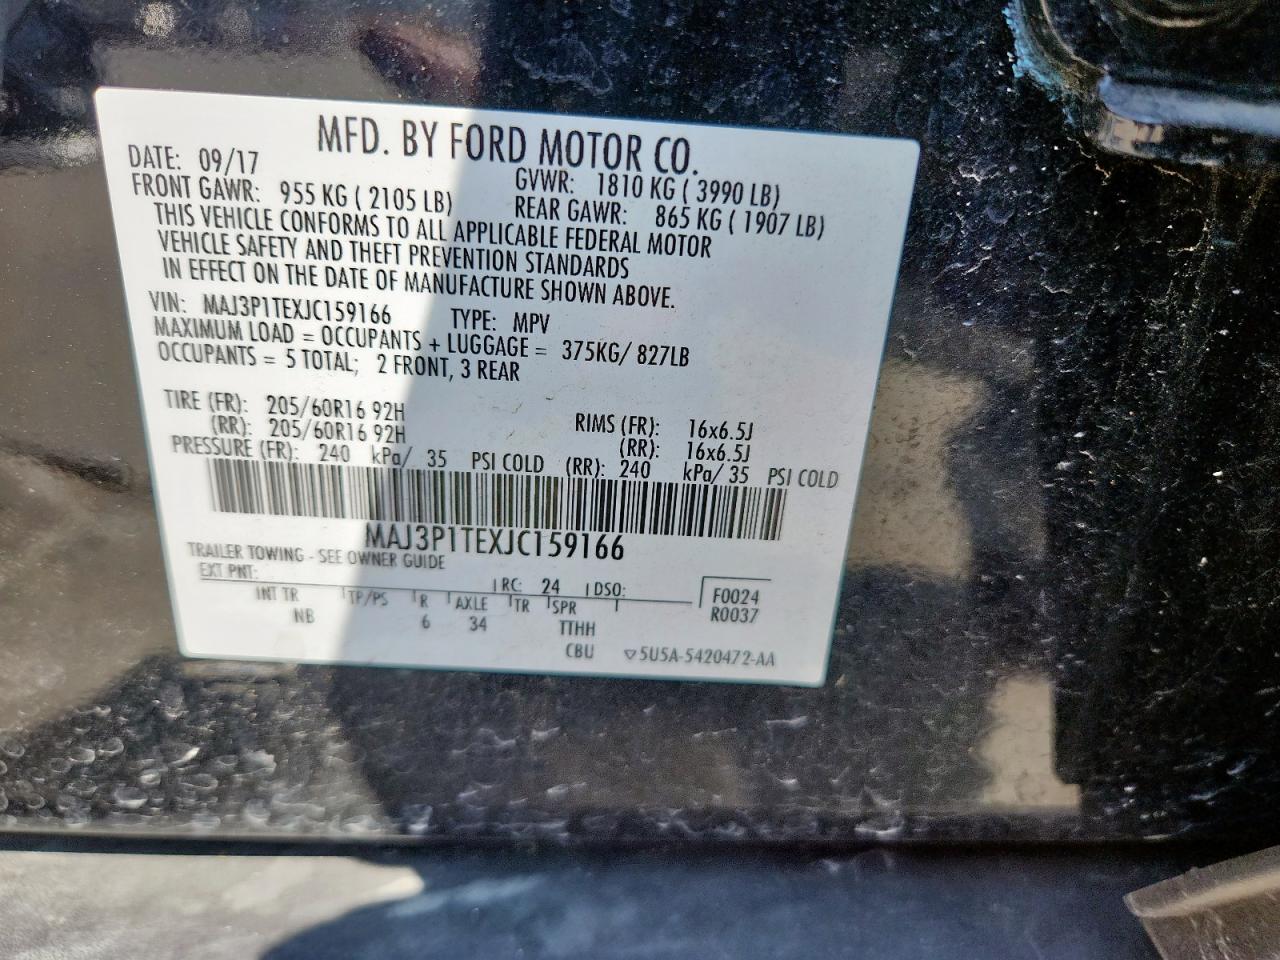 MFD. BY FORD MOTOR CO.
DATE: 09/17 GVWR: 1810 KG ( 3990 LB)
FRONT GAWR: 955 KG ( 2105 LB) REAR GAWR: 865 KG ( 1907 LB)
THIS VEHICLE CONFORMS TO ALL APPLICABLE FEDERAL MOTOR
VEHICLE SAFETY AND THEFT PREVENTION STANDARDS
IN EFFECT ON THE DATE OF MANUFACTURE SHOWN ABOVE.
VIN: MAJ3P1TEXJC159166 TYPE: MPV
MAXIMUM LOAD = OCCUPANTS + LUGGAGE = 375KG/ 827LB
OCCUPANTS = 5 TOTAL; 2 FRONT, 3 REAR
TIRE (FR): 205/60R16 92H RIMS (FR): 16x6.5J
(RR): 205/60R16 92H (RR): 16x6.5J
PRESSURE (FR): 240 kPa/ 35 PSI COLD (RR): 240 kPa/ 35 PSI COLD
MAJ3P1TEXJC159166
TRAILER TOWING - SEE OWNER GUIDE
EXT PNT: RC: 24 DSO: F0024
INT TR TP/PS R AXLE TR SPR R0037
NB 6 34 TTHH
CBU ▽5U5A-5420472-AA